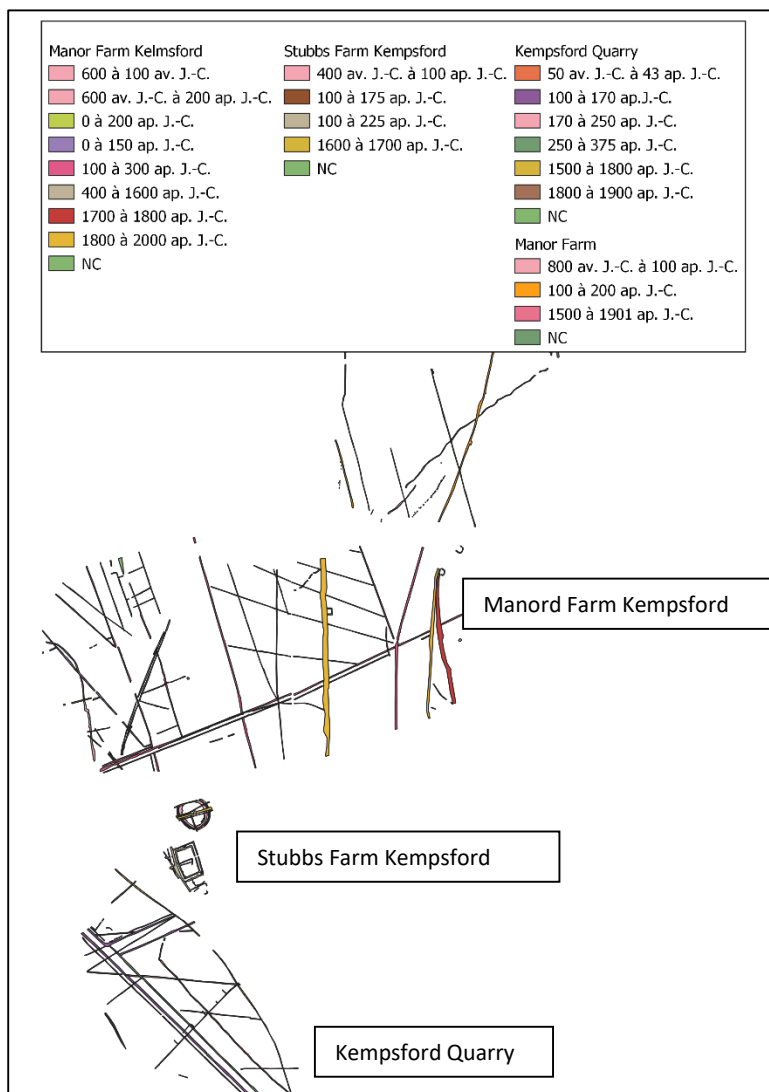 Manor Farm Kelmsford
600 à 100 av. J.-C.
600 av. J.-C. à 200 ap. J.-C.
0 à 200 ap. J.-C.
0 à 150 ap. J.-C.
100 à 300 ap. J.-C.
400 à 1600 ap. J.-C.
1700 à 1800 ap. J.-C.
1800 à 2000 ap. J.-C.
NC
Stubbs Farm Kempsford
400 av. J.-C. à 100 ap. J.-C.
100 à 175 ap. J.-C.
100 à 225 ap. J.-C.
1600 à 1700 ap. J.-C.
NC
Kempsford Quarry
50 av. J.-C. à 43 ap. J.-C.
100 à 170 ap.J.-C.
170 à 250 ap. J.-C.
250 à 375 ap. J.-C.
1500 à 1800 ap. J.-C.
1800 à 1900 ap. J.-C.
NC
Manor Farm
800 av. J.-C. à 100 ap. J.-C.
100 à 200 ap. J.-C.
1500 à 1901 ap. J.-C.
NC
Manord Farm Kempsford
Stubbs Farm Kempsford
Kempsford Quarry